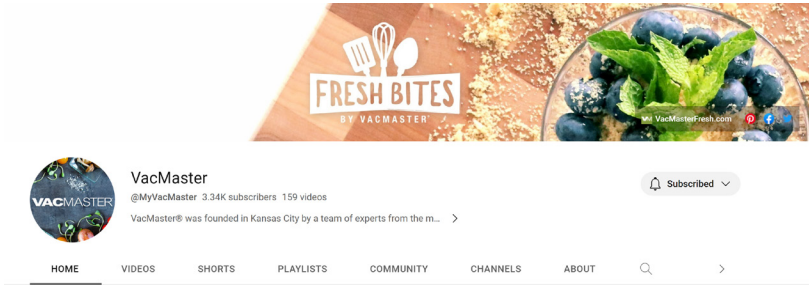 FRESH BITES
BY VACMASTER
VacMasterFresh.com
VACMASTER
VacMaster
@MyVacMaster 3.34K subscribers 159 videos
VacMaster® was founded in Kansas City by a team of experts from the m...
Subscribed
HOME VIDEOS SHORTS PLAYLISTS COMMUNITY CHANNELS ABOUT